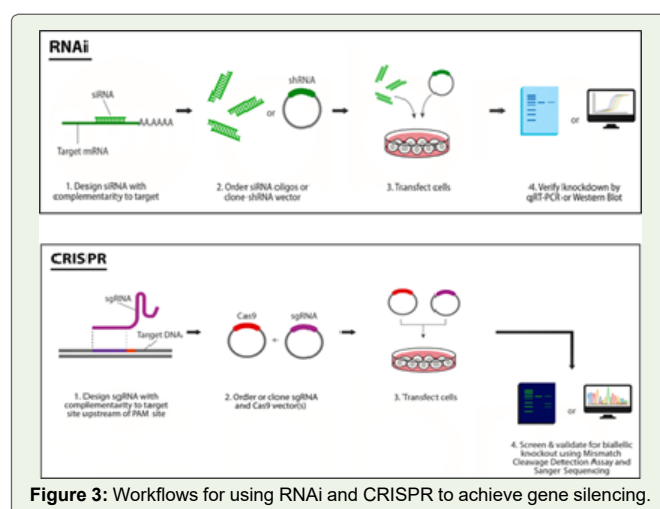 RNAi
siRNA
AAAAAA
Target mRNA
1. Design siRNA with
complementarity to target
or
shRNA
2. Order siRNA oligos or
clone shRNA vector
3. Transfect cells
or
4. Verify knockdown by
qRT-PCR or Western Blot
CRISPR
sgRNA
Target DNA
1. Design sgRNA with
complementarity to target
site upstream of PAM site
Cas9
+
sgRNA
2. Order or clone sgRNA
and Cas9 vector(s)
3. Transfect cells
or
4. Screen & validate for biallelic
knockout using Mismatch
Cleavage Detection Assay and
Sanger Sequencing
Figure 3: Workflows for using RNAi and CRISPR to achieve gene silencing.